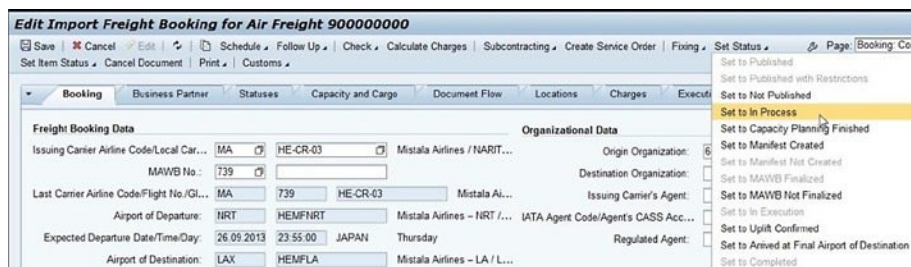 Edit Import Freight Booking for Air Freight 900000000
Save | Cancel Edit | Schedule Follow Up | Check Calculate Charges | Subcontracting Create Service Order | Fixing Set Status Page: Booking: Co
Set Item Status Cancel Document | Print | Customs
Set to Published
Set to Published with Restrictions
Booking Business Partner Statuses Capacity and Cargo Document Flow Locations Charges Executi
Set to Not Published
Set to In Process
Freight Booking Data Organizational Data
Set to Capacity Planning Finished
Issuing Carrier Airline Code/Local Car... MA HE-CR-03 Mistala Airlines / NARIT... Origin Organization: 6
Set to Manifest Created
Set to Manifest Not Created
MAWB No.: 739 Destination Organization:
Set to MAWB Finalized
Last Carrier Airline Code/Flight No./Gl... MA 739 HE-CR-03 Mistala Ai... Issuing Carrier's Agent:
Set to MAWB Not Finalized
Set to In Execution
Airport of Departure: NRT HEMFNRT Mistala Airlines – NRT /... IATA Agent Code/Agent's CASS Acc...
Set to Uplift Confirmed
Expected Departure Date/Time/Day: 26.09.2013 23:55:00 JAPAN Thursday Regulated Agent:
Set to Arrived at Final Airport of Destination
Airport of Destination: LAX HEMFLA Mistala Airlines – LA / L...
Set to Completed